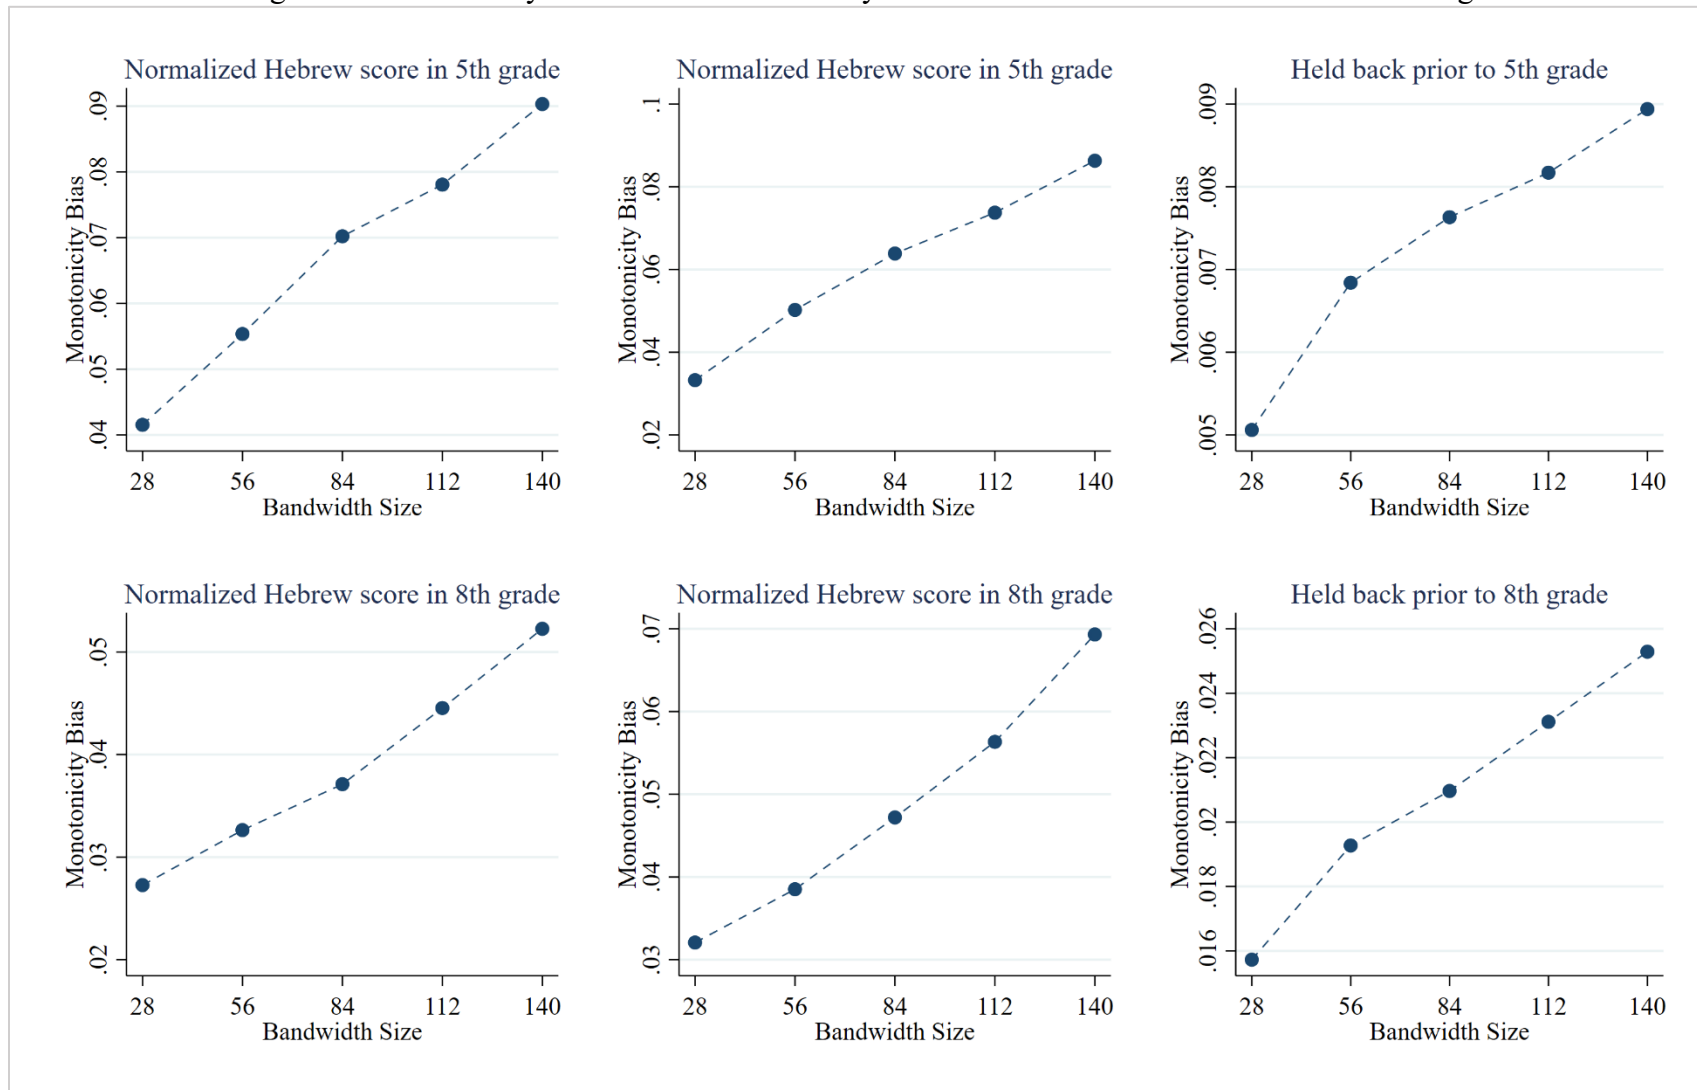 Normalized Hebrew score in 5th grade
Monotonicity Bias
.09
.08
.07
.06
.05
.04
28 56 84 112 140
Bandwidth Size
Normalized Hebrew score in 5th grade
Monotonicity Bias
.1
.08
.06
.04
.02
28 56 84 112 140
Bandwidth Size
Held back prior to 5th grade
Monotonicity Bias
.009
.008
.007
.006
.005
28 56 84 112 140
Bandwidth Size
Normalized Hebrew score in 8th grade
Monotonicity Bias
.05
.04
.03
.02
28 56 84 112 140
Bandwidth Size
Normalized Hebrew score in 8th grade
Monotonicity Bias
.07
.06
.05
.04
.03
28 56 84 112 140
Bandwidth Size
Held back prior to 8th grade
Monotonicity Bias
.026
.024
.022
.02
.018
.016
28 56 84 112 140
Bandwidth Size